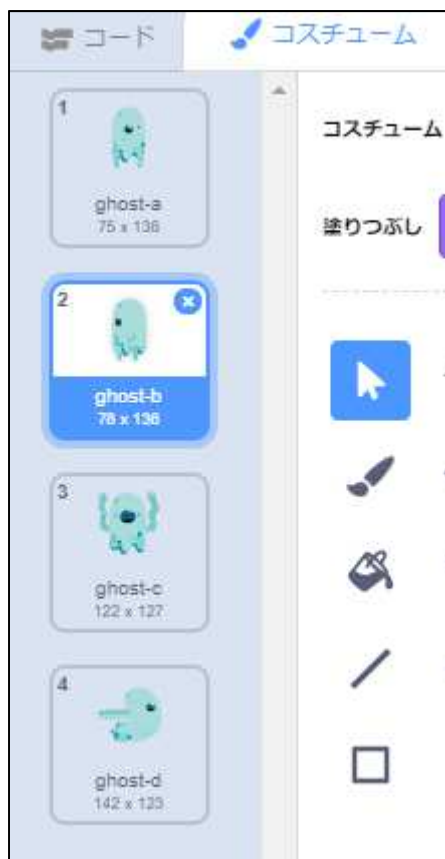 コード
コスチューム
1
ghost-a
75 x 136
コスチューム
塗りつぶし
2
ghost-b
78 x 136
3
ghost-c
122 x 127
4
ghost-d
142 x 123